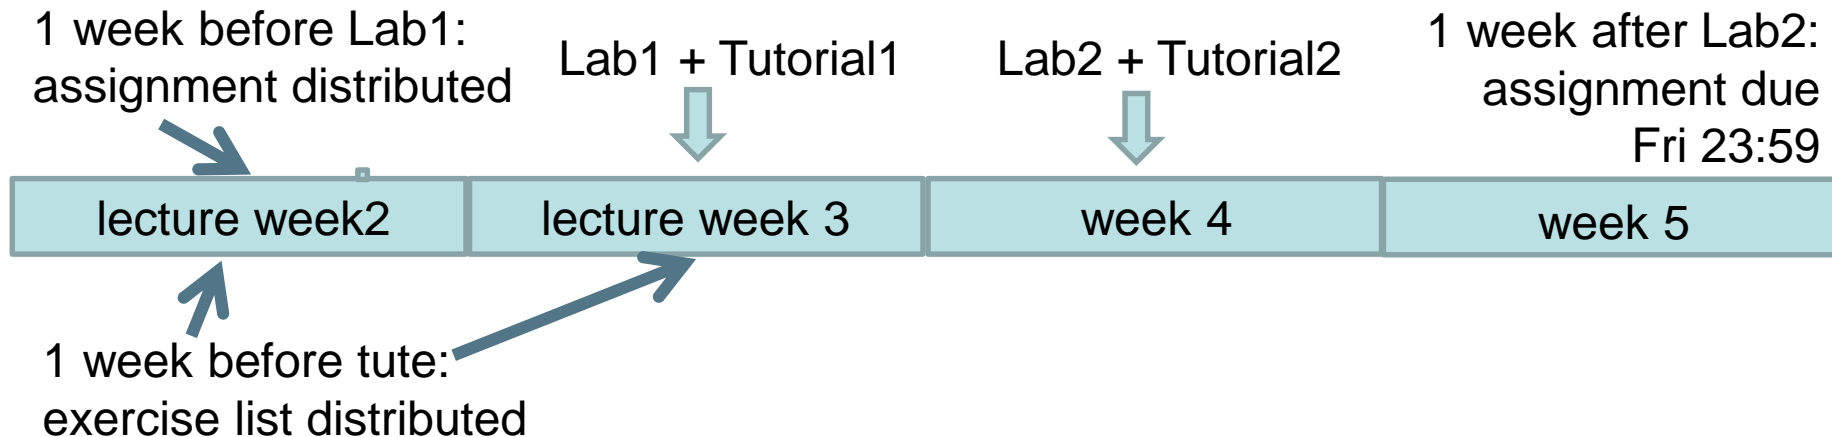 1 week before Lab1:
assignment distributed
Lab1 + Tutorial1
Lab2 + Tutorial2
1 week after Lab2:
assignment due
Fri 23:59
lecture week2
lecture week 3
week 4
week 5
1 week before tute:
exercise list distributed